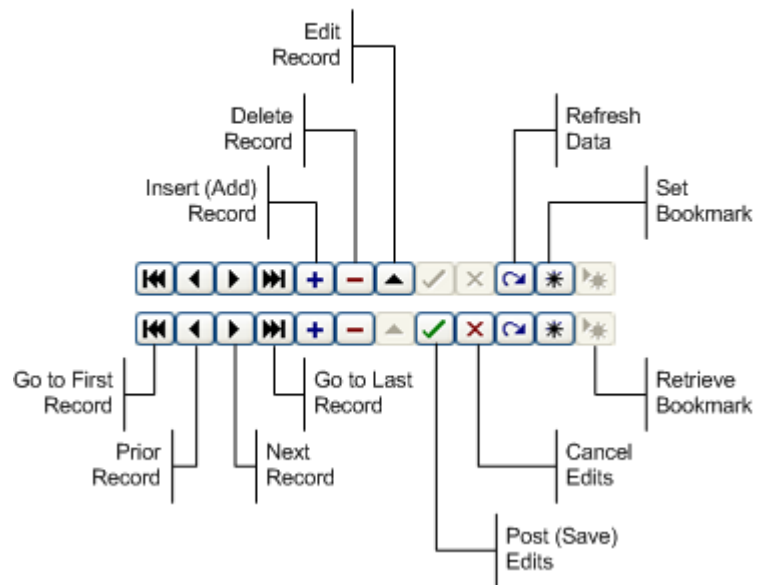 Edit
Record
Delete
Record
Refresh
Data
Insert (Add)
Record
Set
Bookmark
Go to First
Record
Go to Last
Record
Retrieve
Bookmark
Prior
Record
Next
Record
Cancel
Edits
Post (Save)
Edits